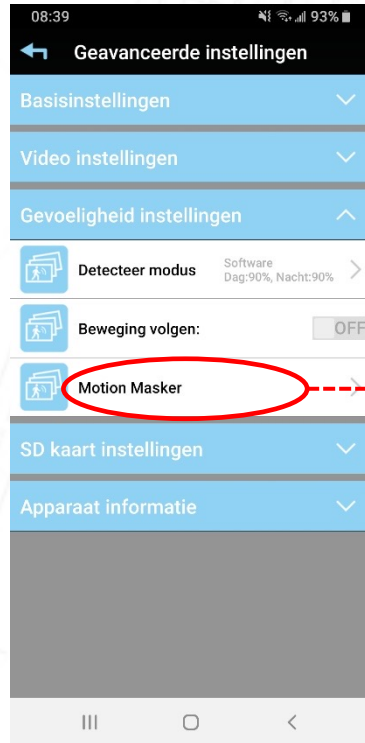 08:39 93%
Geavanceerde instellingen
Basisinstellingen
Video instellingen
Gevoeligheid instellingen
Detecteer modus Software
Dag:90%, Nacht:90%
Beweging volgen: OFF
Motion Masker
SD kaart instellingen
Apparaat informatie